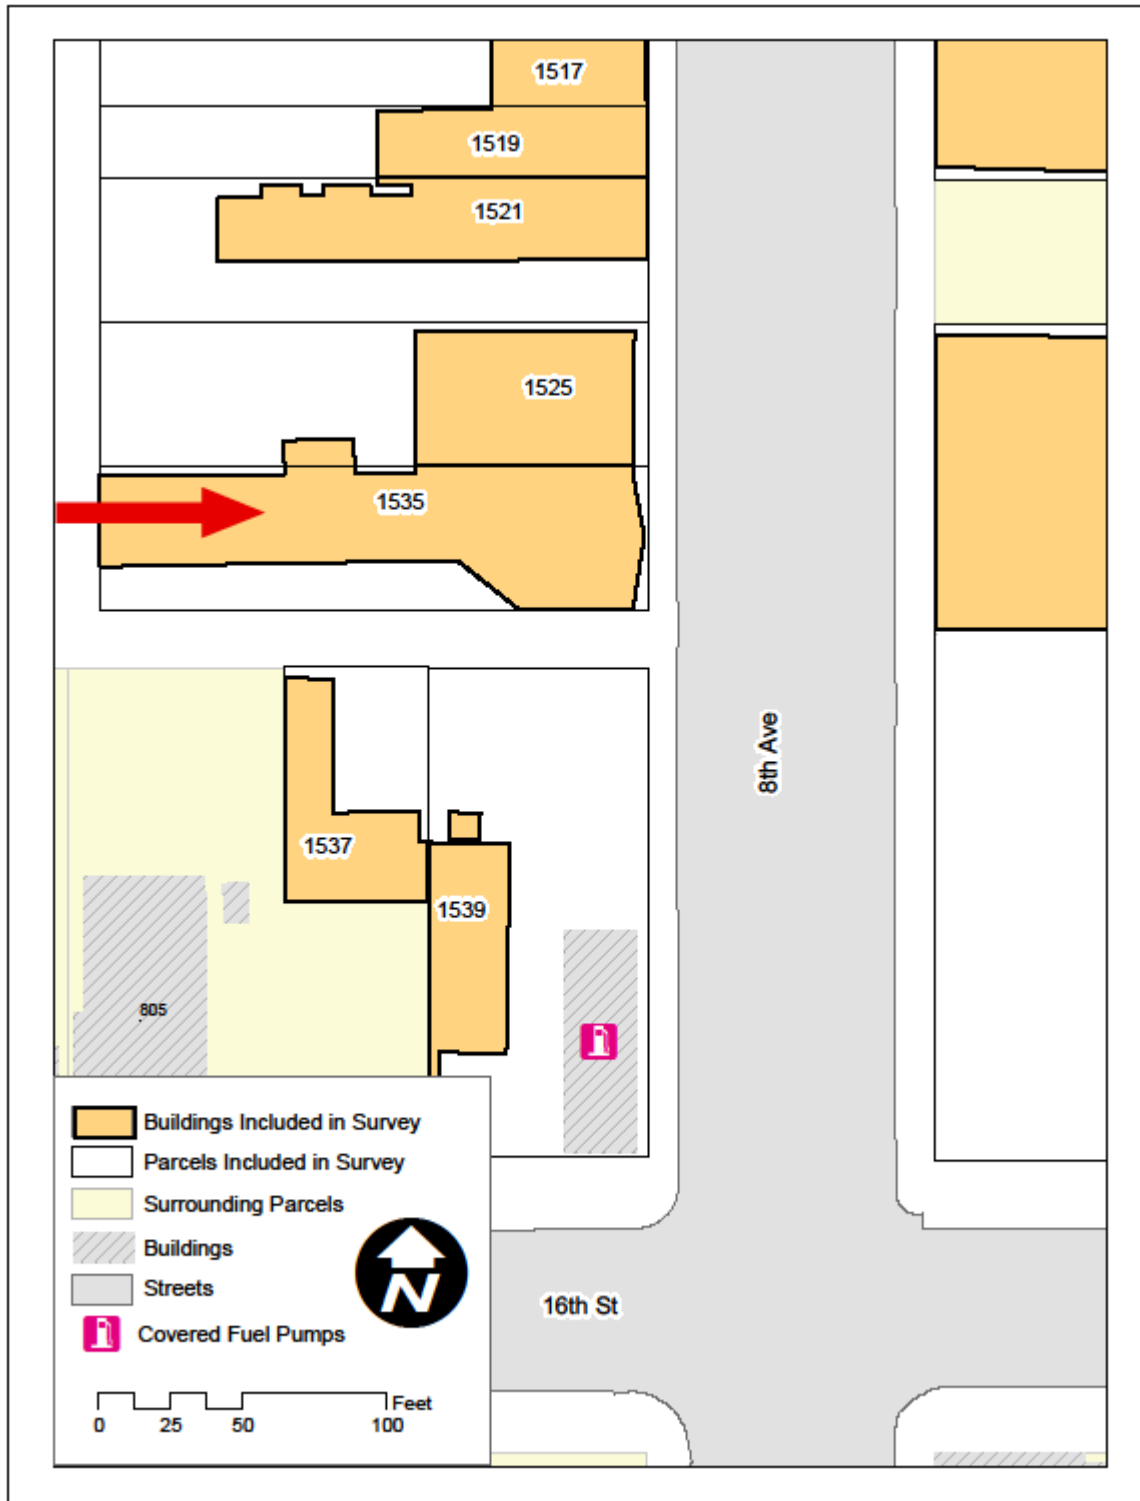 1517
1519
1521
1525
1535
8th Ave
1537
1539
805
Buildings Included in Survey
Parcels Included in Survey
Surrounding Parcels
Buildings
Streets
Covered Fuel Pumps
N
16th St
Feet
0 25 50 100